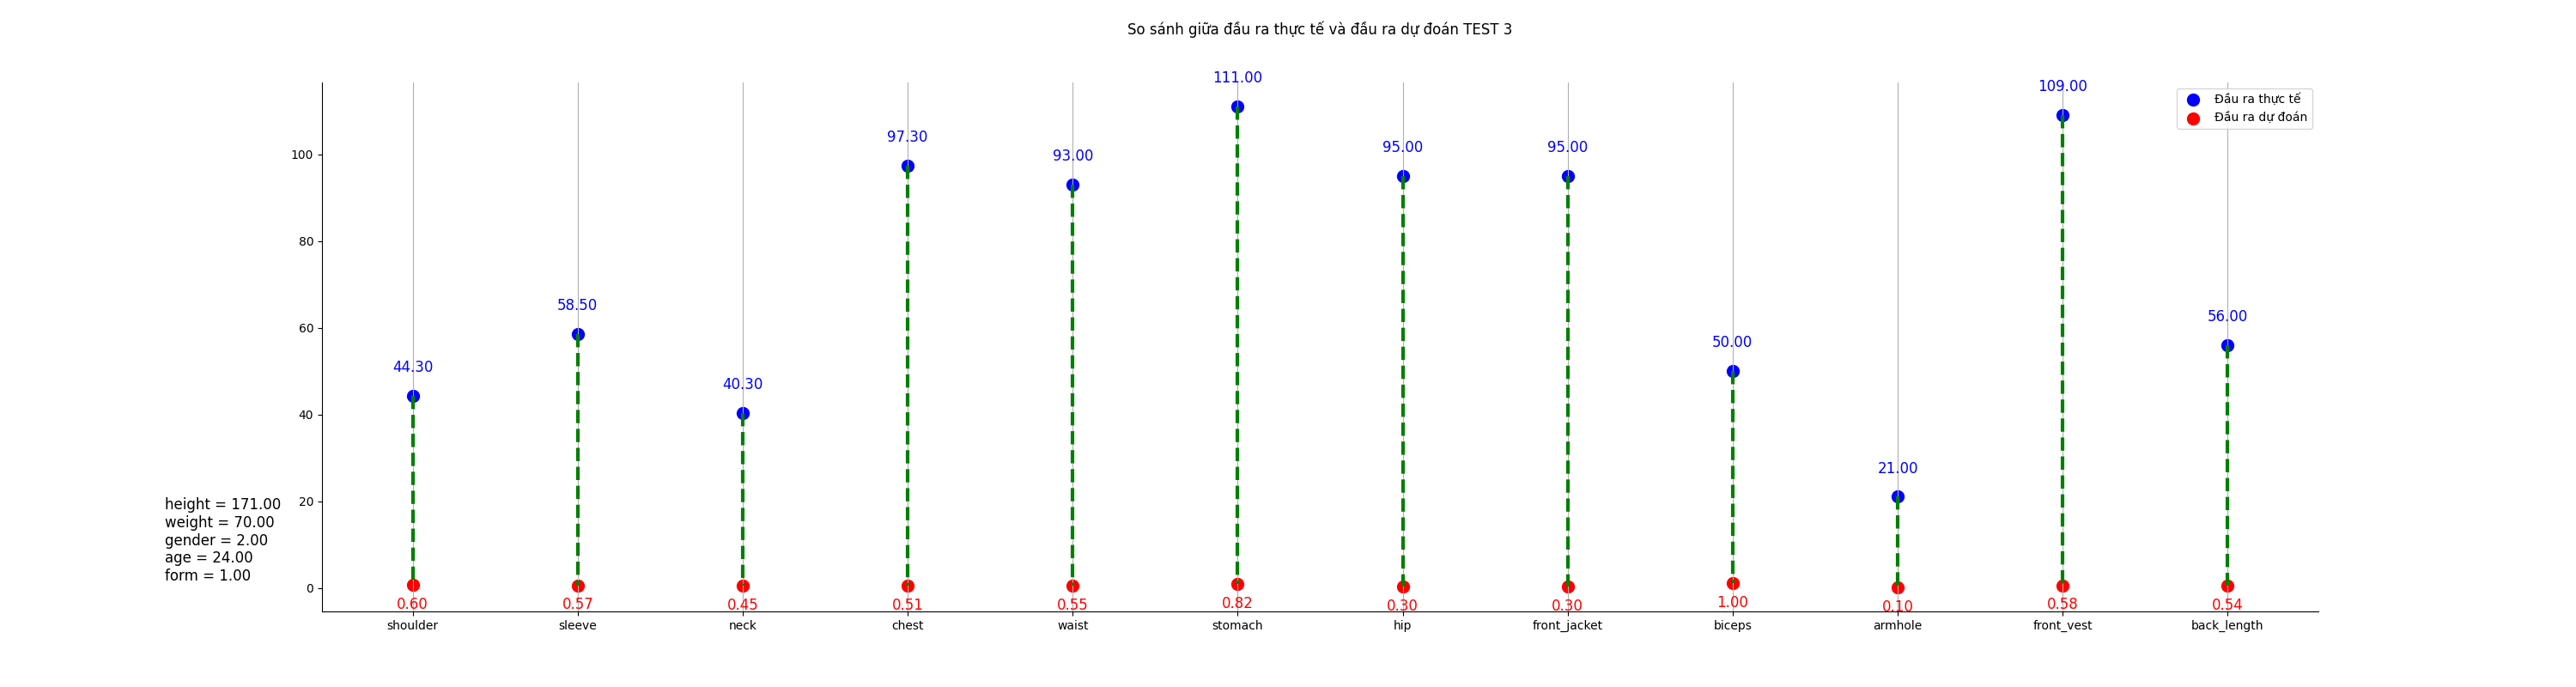 So sánh giữa đầu ra thực tế và đầu ra dự đoán TEST 3
111.00
109.00
Đầu ra thực tế
Đầu ra dự đoán
97.30
93.00
95.00
95.00
100
80
60
40
20
0
58.50
56.00
50.00
44.30
40.30
21.00
height = 171.00
weight = 70.00
gender = 2.00
age = 24.00
form = 1.00
0.60
0.57
0.45
0.51
0.55
0.82
0.30
0.30
1.00
0.10
0.58
0.54
shoulder
sleeve
neck
chest
waist
stomach
hip
front_jacket
biceps
armhole
front_vest
back_length